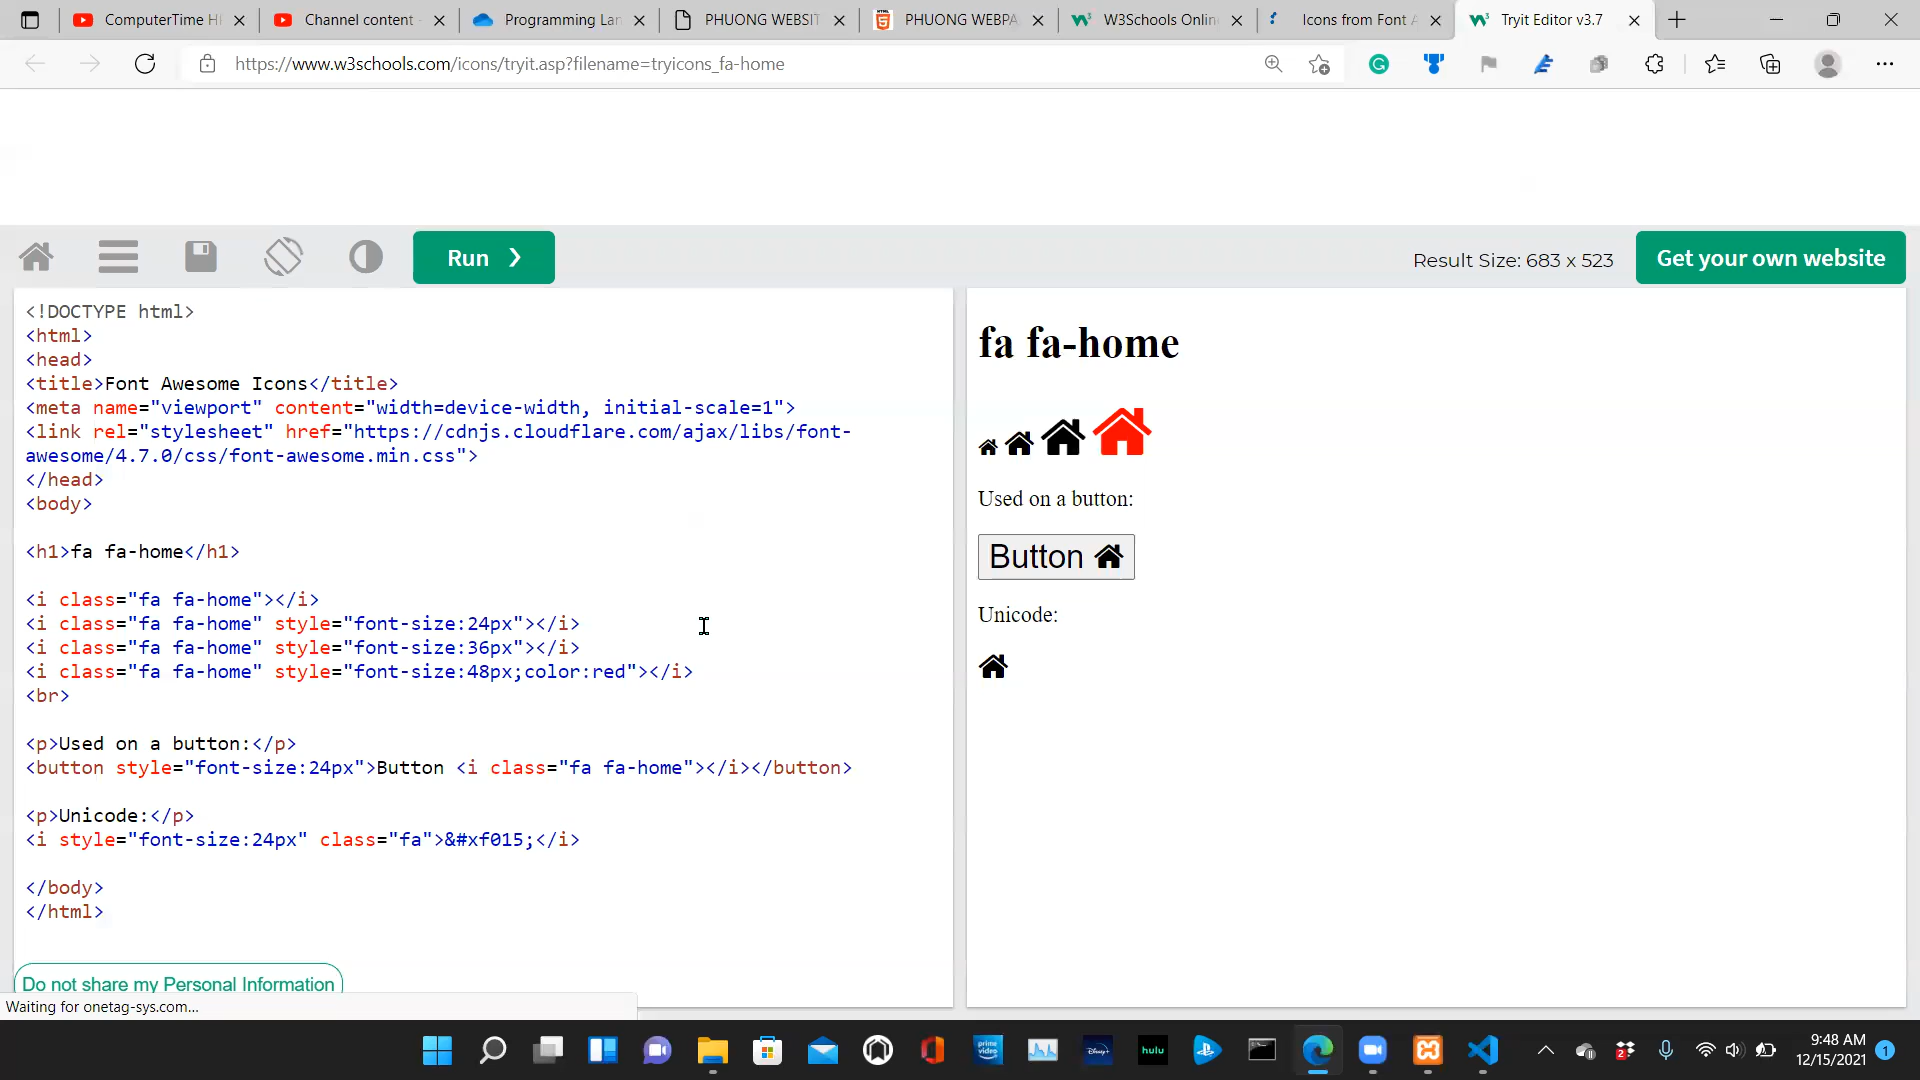 ComputerTime H
Channel content
Programming Lan
PHUONG WEBSIT
PHUONG WEBPA
W3Schools Onlin
Icons from Font A
Tryit Editor v3.7
https://www.w3schools.com/icons/tryit.asp?filename=tryicons_fa-home
Run ❯
Result Size: 683 x 523
Get your own website
<!DOCTYPE html>
<html>
<head>
<title>Font Awesome Icons</title>
<meta name="viewport" content="width=device-width, initial-scale=1">
<link rel="stylesheet" href="https://cdnjs.cloudflare.com/ajax/libs/font-
awesome/4.7.0/css/font-awesome.min.css">
</head>
<body>
<h1>fa fa-home</h1>
<i class="fa fa-home"></i>
<i class="fa fa-home" style="font-size:24px"></i>
<i class="fa fa-home" style="font-size:36px"></i>
<i class="fa fa-home" style="font-size:48px;color:red"></i>
<br>
<p>Used on a button:</p>
<button style="font-size:24px">Button <i class="fa fa-home"></i></button>
<p>Unicode:</p>
<i style="font-size:24px" class="fa">&#xf015;</i>
</body>
</html>
Do not share my Personal Information
Waiting for onetag-sys.com...
fa fa-home
Used on a button:
Button
Unicode:
prime video
Disney+
hulu
2
9:48 AM
12/15/2021
1